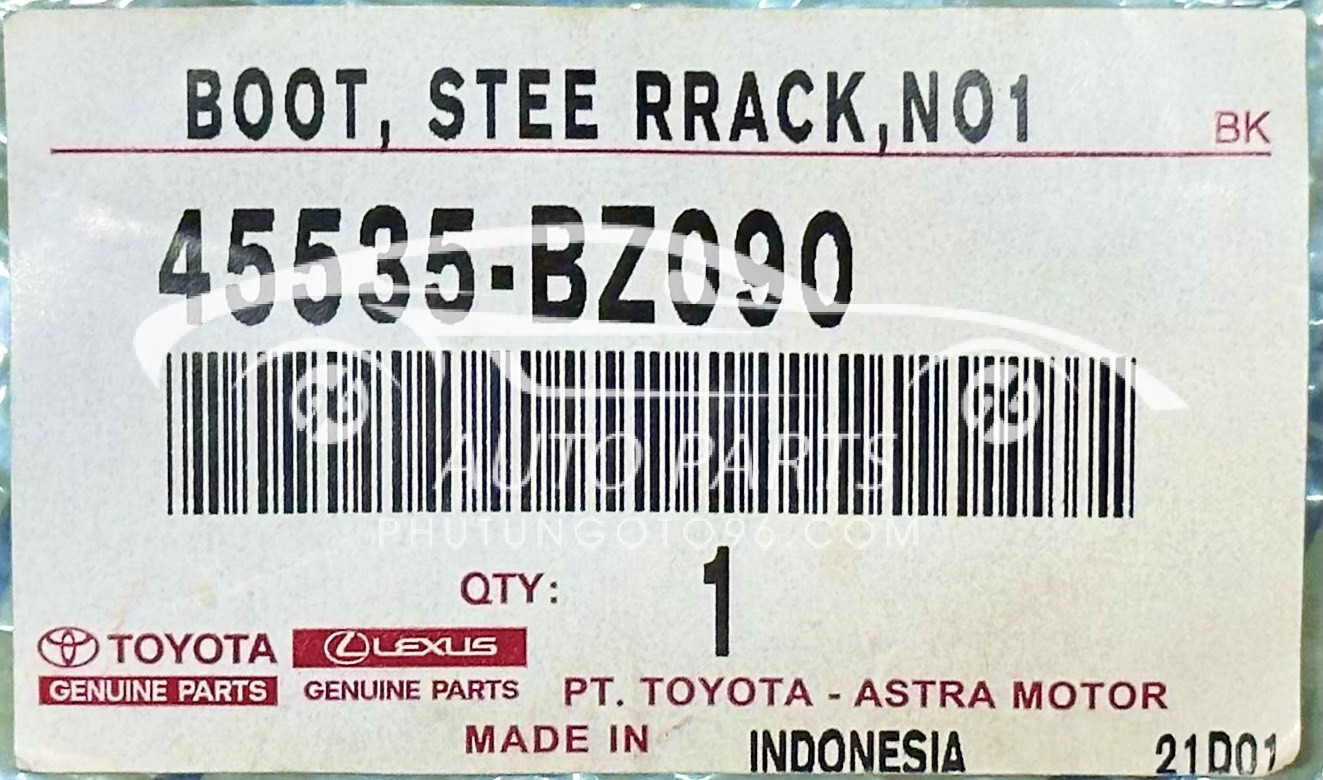 BOOT, STEE RRACK,NO1
BK
45535-BZ090
AUTO PARTS
PHUTUNGOTO96.COM
QTY: 1
TOYOTA
GENUINE PARTS
LEXUS
GENUINE PARTS
PT. TOYOTA - ASTRA MOTOR
MADE IN INDONESIA
21D01